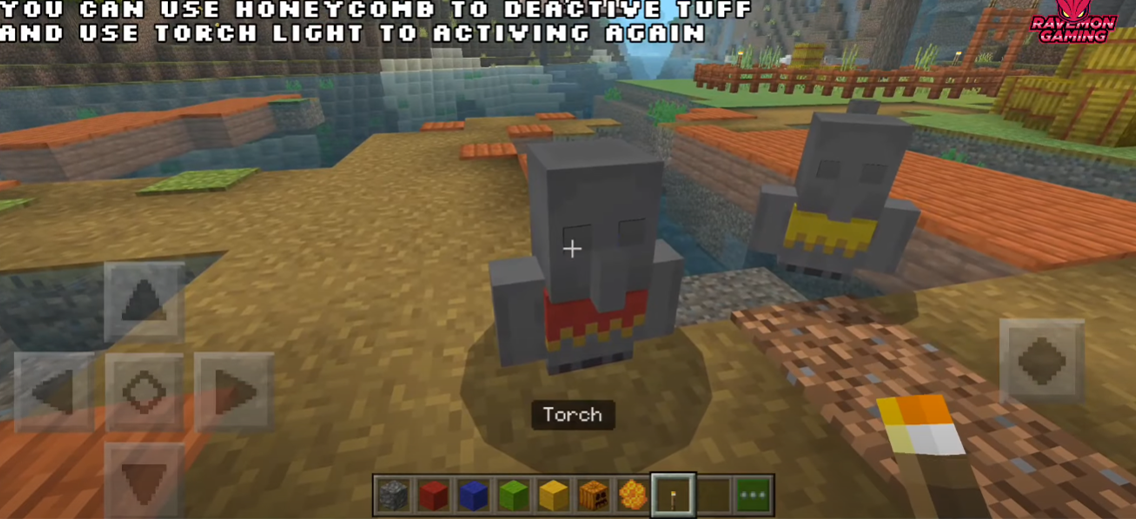 YOU CAN USE HONEYCOMB TO DEACTIVE TUFF
AND USE TORCH LIGHT TO ACTIVING AGAIN
RAVEMON
GAMING
Torch